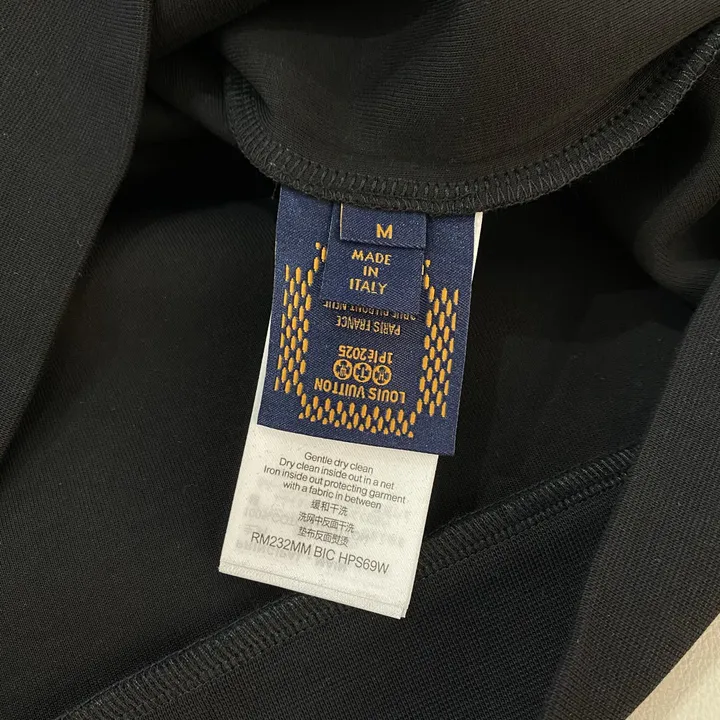 M
MADE
IN
ITALY
PARIS FRANCE
1Plé2025
LOUIS VUITTON
Gentle dry clean
Dry clean inside out in a net
Iron inside out protecting garment
with a fabric in between
缓和干洗
洗网中反面干洗
垫布反面熨烫
RM232MM BIC HPS69W